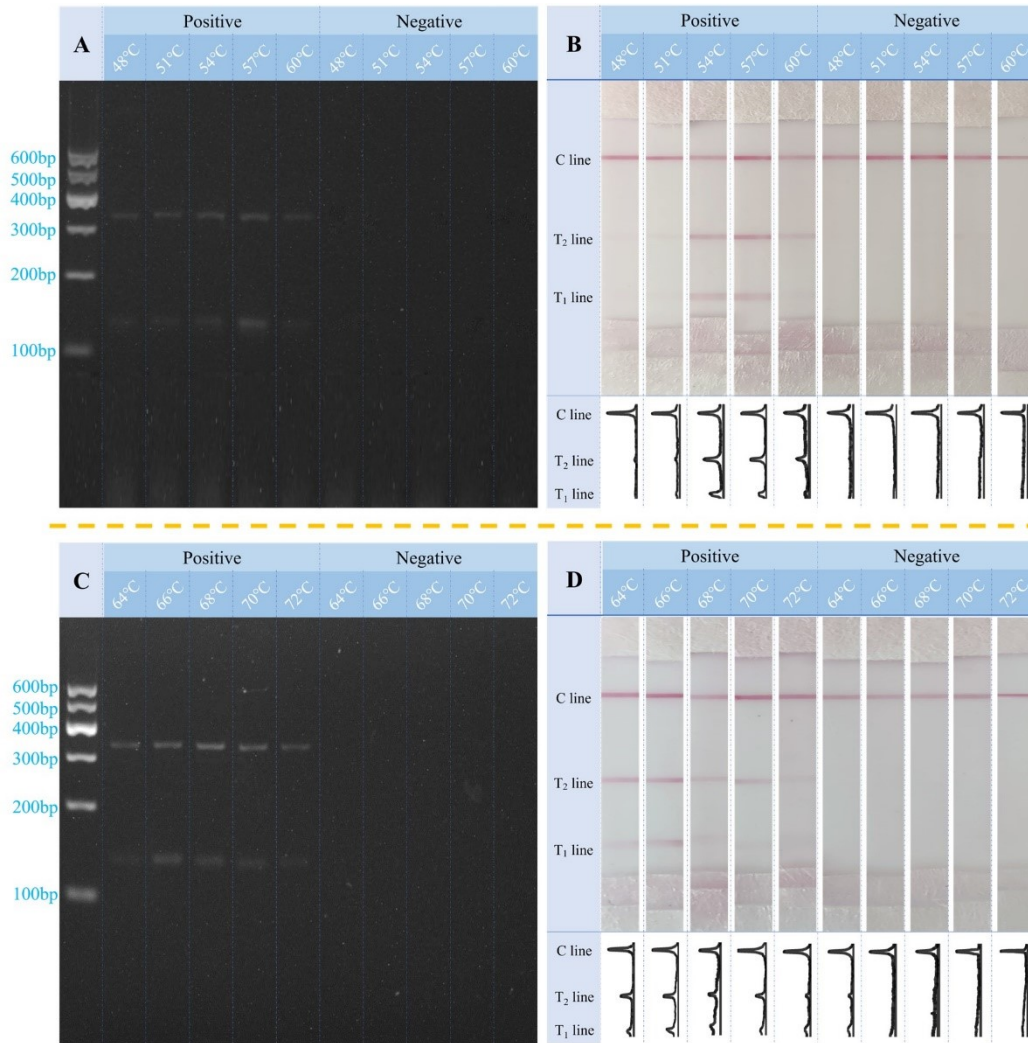 A
Positive Negative
48°C 51°C 54°C 57°C 60°C 48°C 51°C 54°C 57°C 60°C
600bp
500bp
400bp
300bp
200bp
100bp
B
Positive Negative
48°C 51°C 54°C 57°C 60°C 48°C 51°C 54°C 57°C 60°C
C line
T₂ line
T₁ line
C line
T₂ line
T₁ line
C
Positive Negative
64°C 66°C 68°C 70°C 72°C 64°C 66°C 68°C 70°C 72°C
600bp
500bp
400bp
300bp
200bp
100bp
D
Positive Negative
64°C 66°C 68°C 70°C 72°C 64°C 66°C 68°C 70°C 72°C
C line
T₂ line
T₁ line
C line
T₂ line
T₁ line